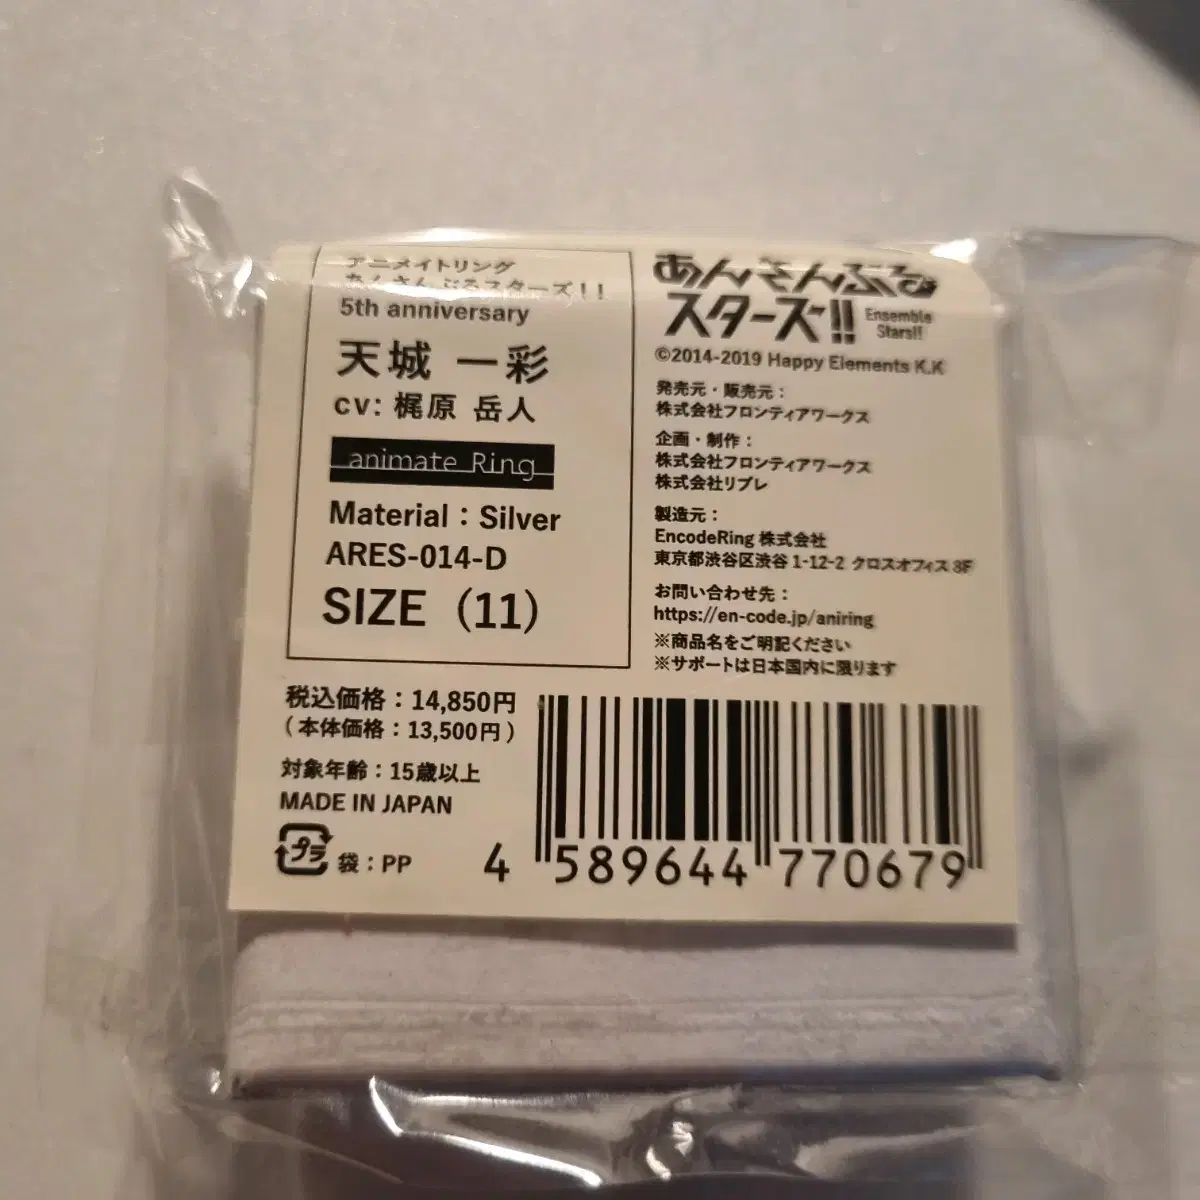 アニメイトリング
あんさんぶるスターズ！！
5th anniversary
天城 一彩
cv: 梶原 岳人
animate Ring
Material：Silver
ARES-014-D
SIZE（11）
あんさんぶる
スターズ!!
Ensemble
Stars!!
©2014-2019 Happy Elements K.K
発売元・販売元：
株式会社フロンティアワークス
企画・制作：
株式会社フロンティアワークス
株式会社リブレ
製造元：
EncodeRing 株式会社
東京都渋谷区渋谷 1-12-2 クロスオフィス 8F
お問い合わせ先：
https://en-code.jp/aniring
※商品名をご明記ください
※サポートは日本国内に限ります
税込価格：14,850円
（本体価格：13,500円）
対象年齢：15歳以上
MADE IN JAPAN
プラ
袋：PP
4 589644 770679